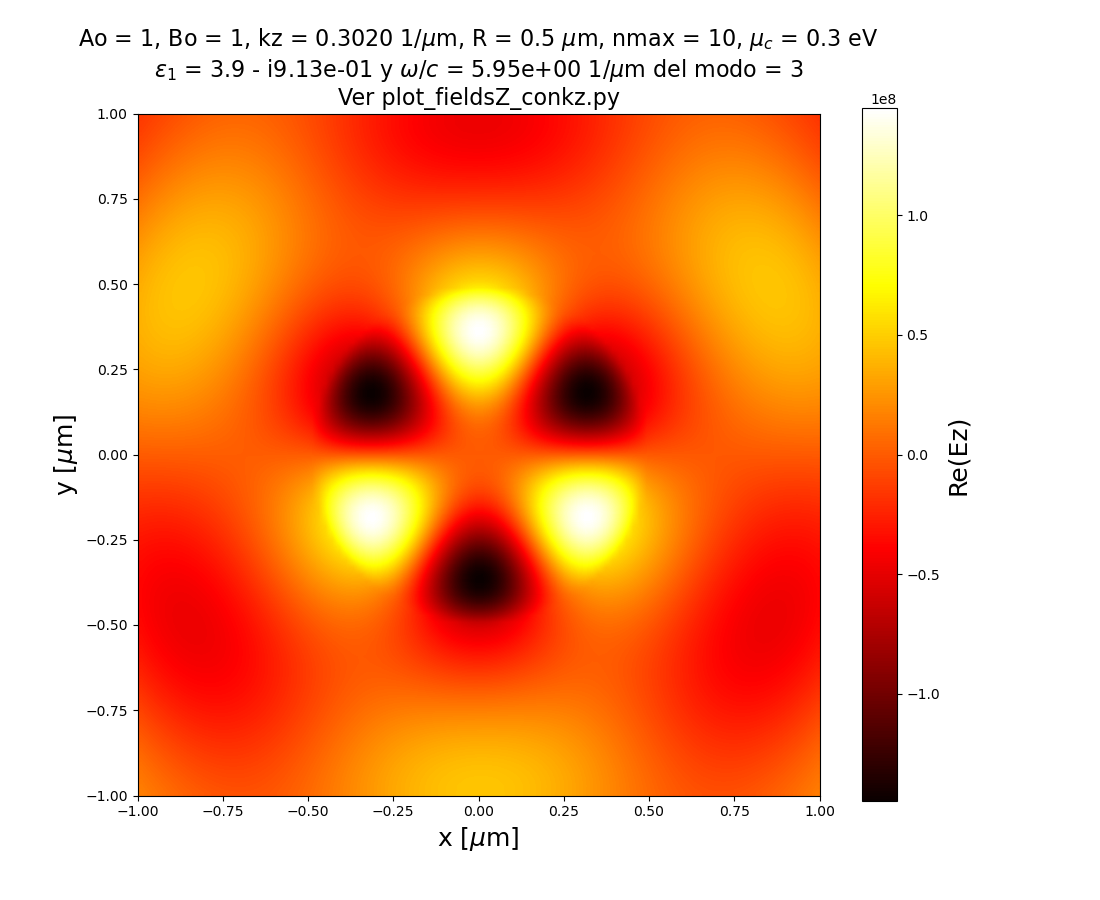 Ao = 1, Bo = 1, kz = 0.3020 1/μm, R = 0.5 μm, nmax = 10, μc = 0.3 eV
ε1 = 3.9 - i9.13e-01 y ω/c = 5.95e+00 1/μm del modo = 3
Ver plot_fieldsZ_conkz.py
1e8
1.00
0.75
0.50
0.25
0.00
−0.25
−0.50
−0.75
−1.00
y [μm]
−1.00 −0.75 −0.50 −0.25 0.00 0.25 0.50 0.75 1.00
x [μm]
1.0
0.5
0.0
−0.5
−1.0
Re(Ez)